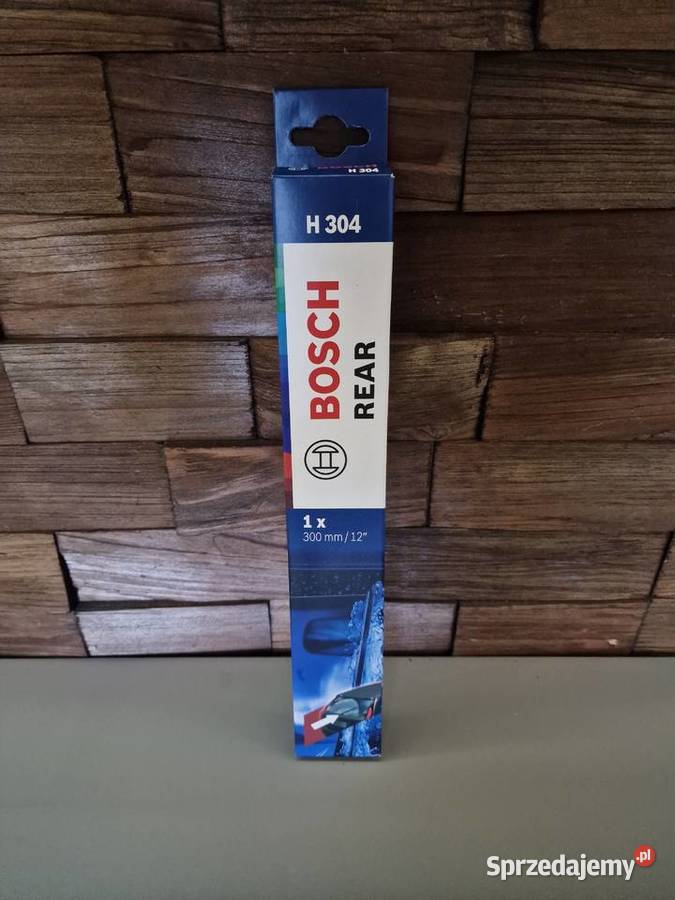 H 304
H 304
BOSCH
REAR
1 x
300 mm / 12"
Sprzedajemy.pl